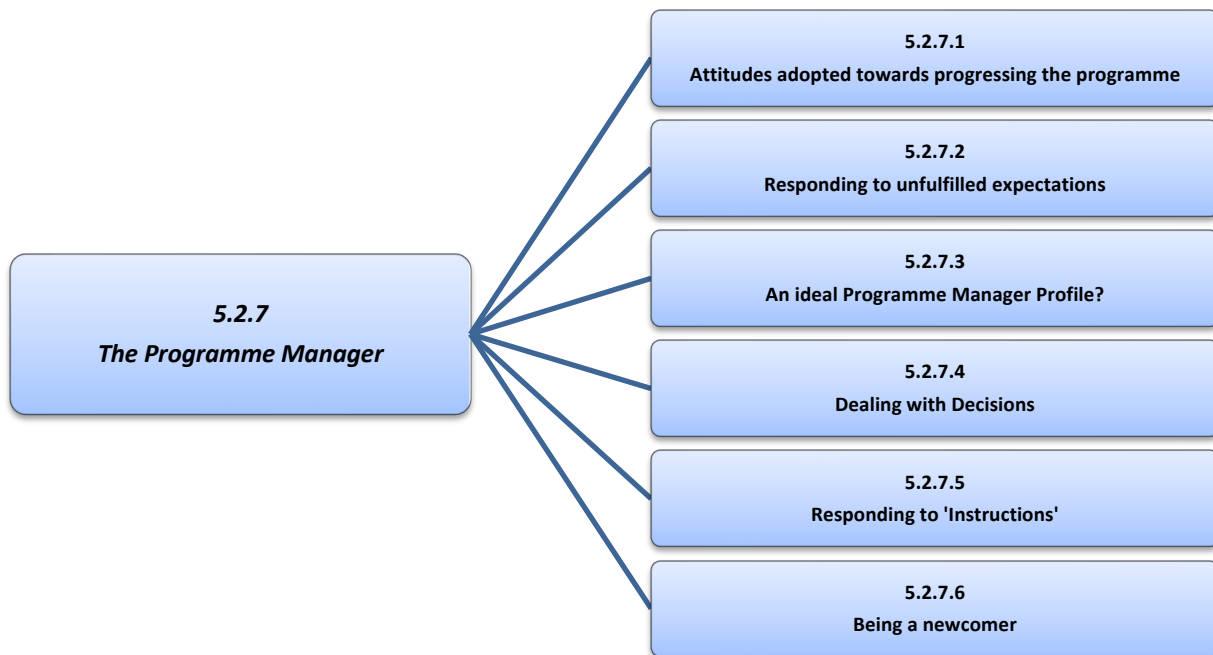 5.2.7.1
Attitudes adopted towards progressing the programme
5.2.7.2
Responding to unfulfilled expectations
5.2.7.3
An ideal Programme Manager Profile?
5.2.7
The Programme Manager
5.2.7.4
Dealing with Decisions
5.2.7.5
Responding to 'Instructions'
5.2.7.6
Being a newcomer